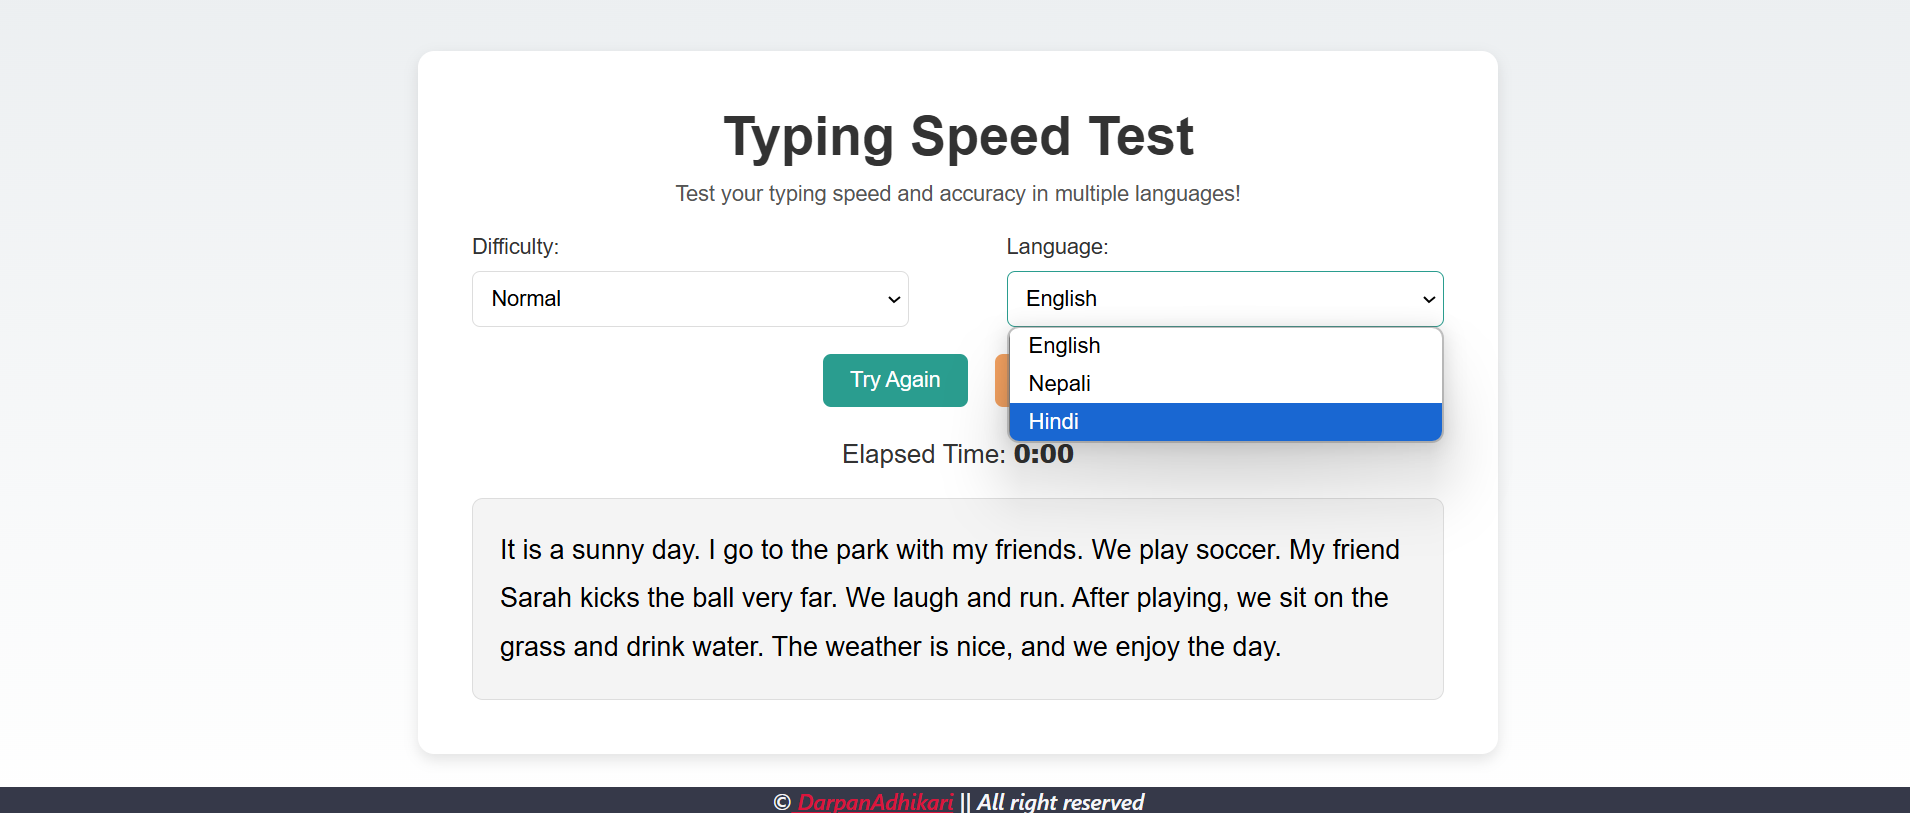 Typing Speed Test
Test your typing speed and accuracy in multiple languages!
Difficulty:
Language:
Normal
English
English
Nepali
Hindi
Try Again
Elapsed Time: 0:00
It is a sunny day. I go to the park with my friends. We play soccer. My friend
Sarah kicks the ball very far. We laugh and run. After playing, we sit on the
grass and drink water. The weather is nice, and we enjoy the day.
© DarpanAdhikari || All right reserved